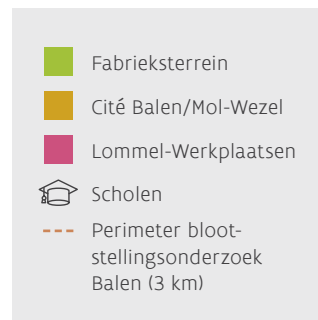 Fabrieksterrein
Cité Balen/Mol-Wezel
Lommel-Werkplaatsen
Scholen
Perimeter bloot-
stellingsonderzoek
Balen (3 km)